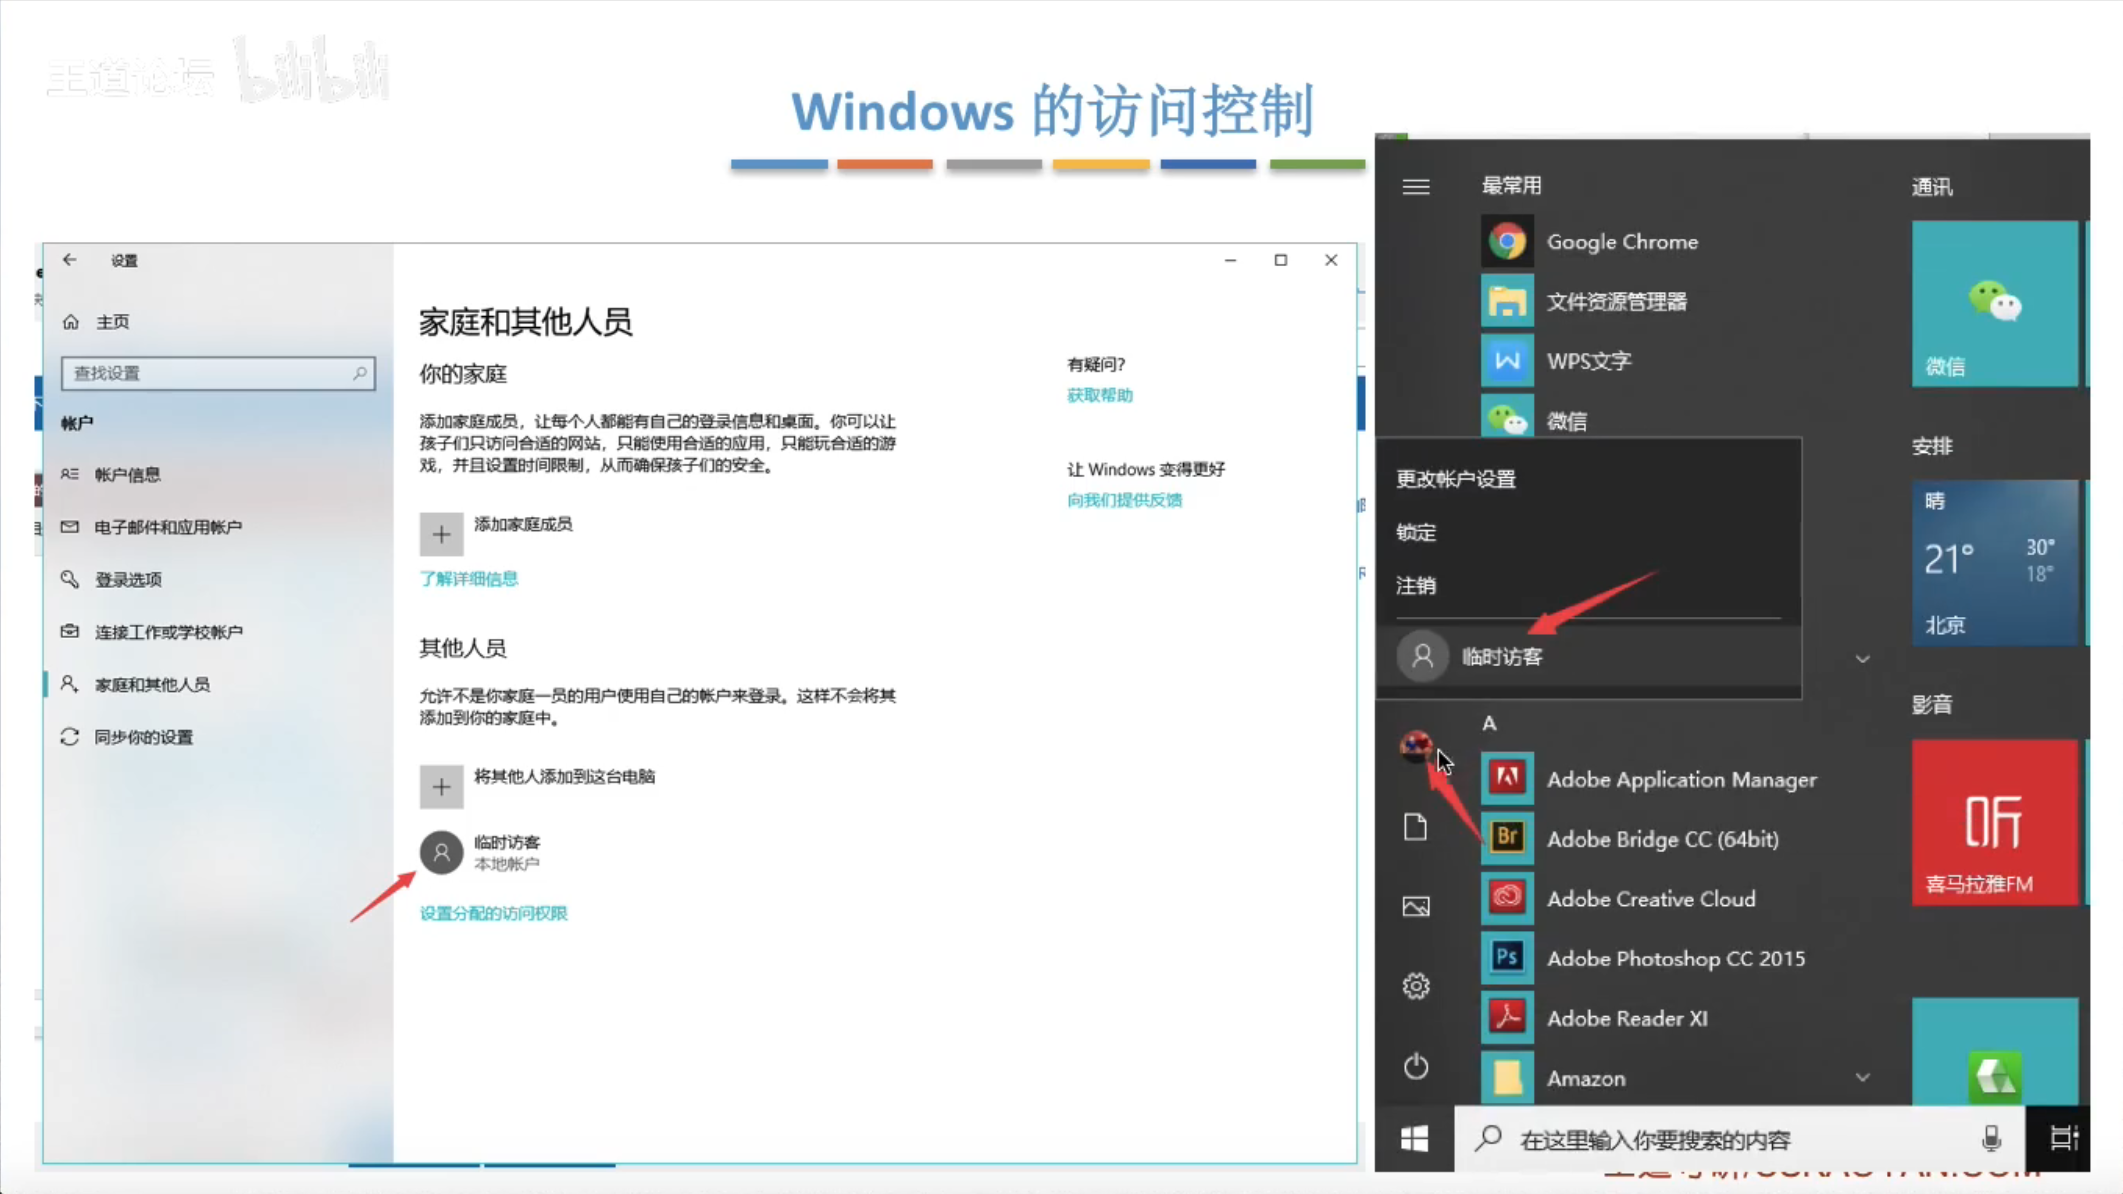 王道论坛 bilibili
Windows 的访问控制
设置
主页
查找设置
帐户
帐户信息
电子邮件和应用帐户
登录选项
连接工作或学校帐户
家庭和其他人员
同步你的设置
家庭和其他人员
你的家庭
添加家庭成员，让每个人都能有自己的登录信息和桌面。你可以让
孩子们只访问合适的网站，只能使用合适的应用，只能玩合适的游
戏，并且设置时间限制，从而确保孩子们的安全。
添加家庭成员
了解详细信息
其他人员
允许不是你家庭一员的用户使用自己的帐户来登录。这样不会将其
添加到你的家庭中。
将其他人添加到这台电脑
临时访客
本地帐户
设置分配的访问权限
有疑问?
获取帮助
让 Windows 变得更好
向我们提供反馈
最常用
Google Chrome
文件资源管理器
WPS文字
微信
更改帐户设置
锁定
注销
临时访客
A
Adobe Application Manager
Adobe Bridge CC (64bit)
Adobe Creative Cloud
Adobe Photoshop CC 2015
Adobe Reader XI
Amazon
通讯
微信
安排
晴
21° 30°
18°
北京
影音
听
喜马拉雅FM
在这里输入你要搜索的内容